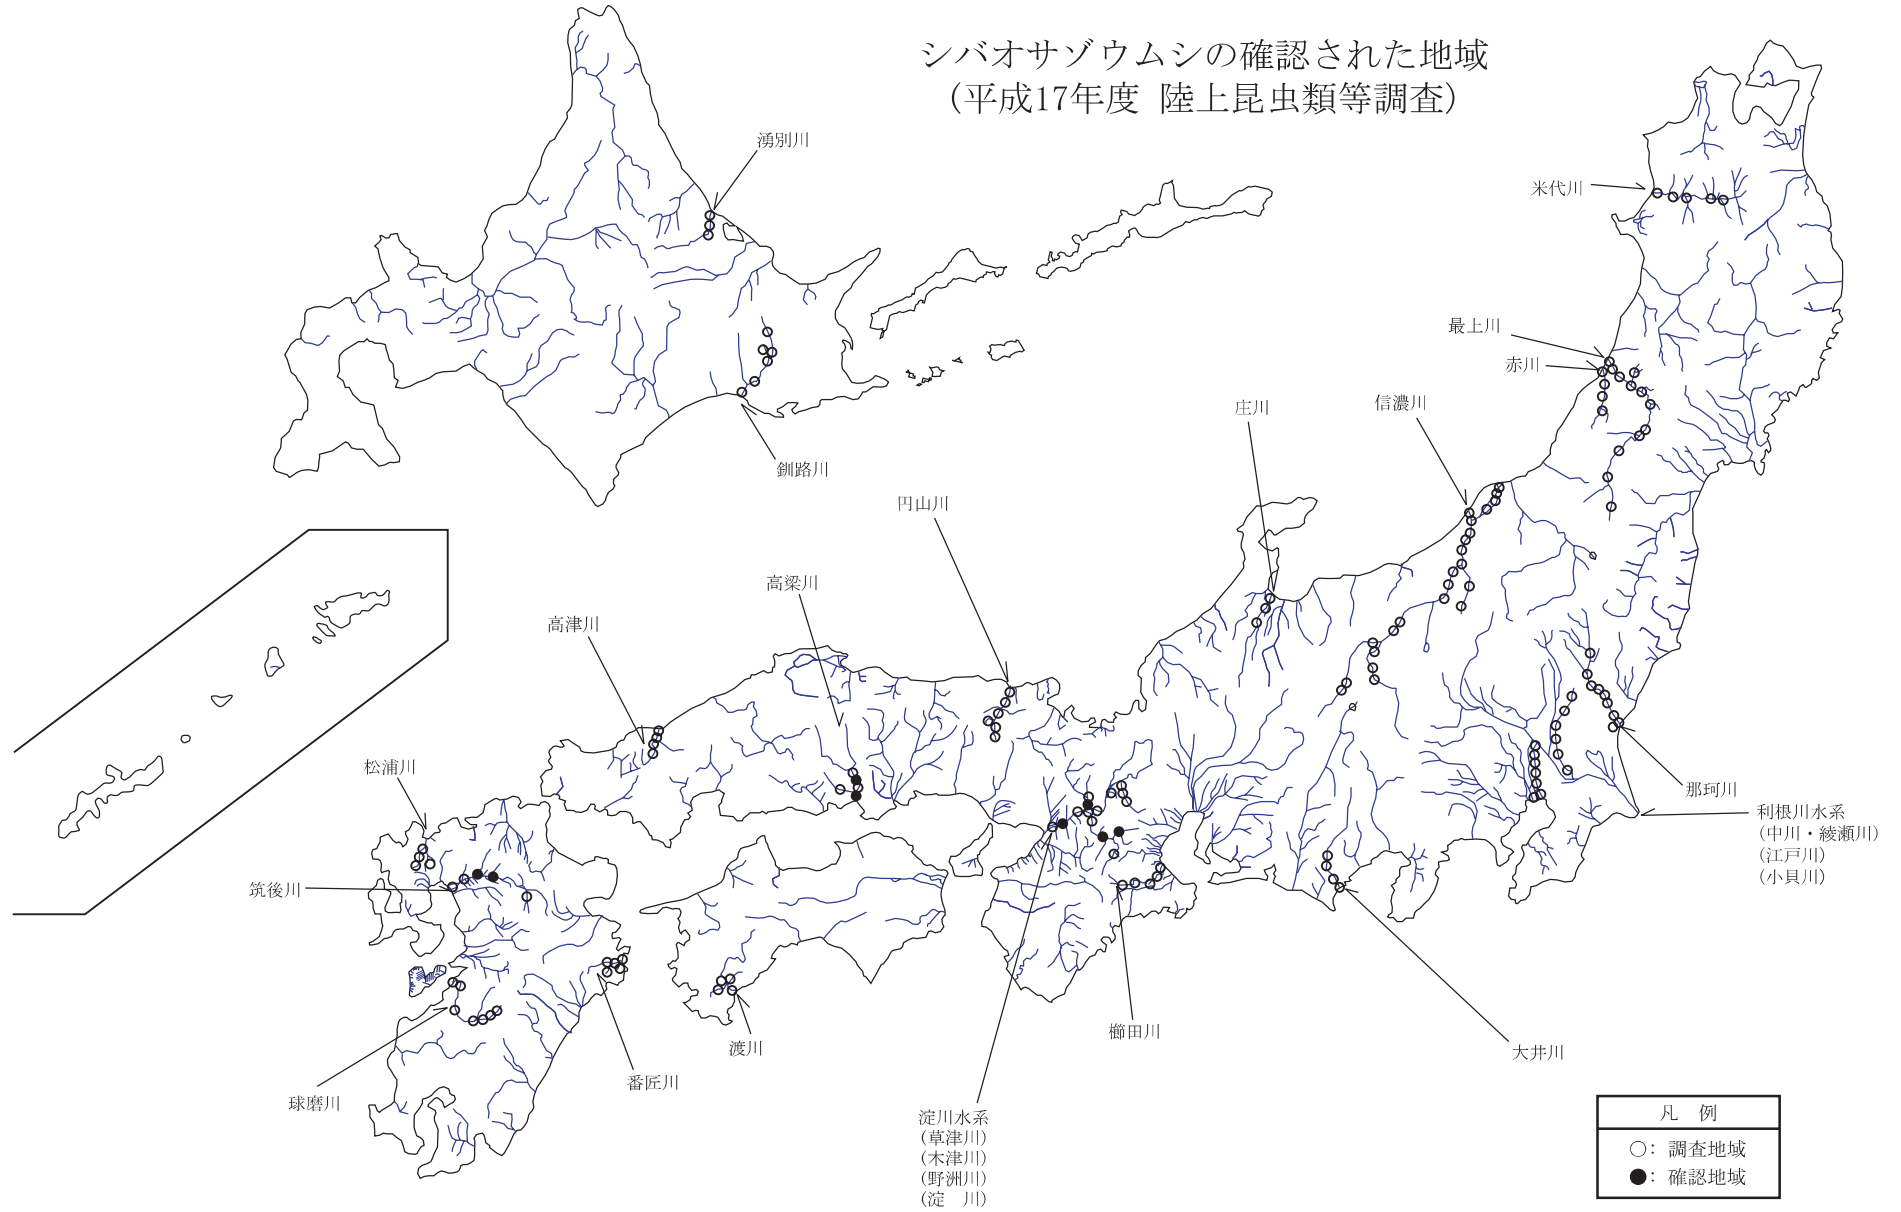 シバオサゾウムシの確認された地域
(平成17年度 陸上昆虫類等調査)
湧別川
米代川
最上川
赤川
庄川
信濃川
釧路川
円山川
高梁川
高津川
松浦川
筑後川
那珂川
利根川水系
(中川・綾瀬川)
(江戸川)
(小貝川)
櫛田川
大井川
渡川
番匠川
球磨川
淀川水系
(草津川)
(木津川)
(野洲川)
(淀 川)
凡 例
○: 調査地域
●: 確認地域